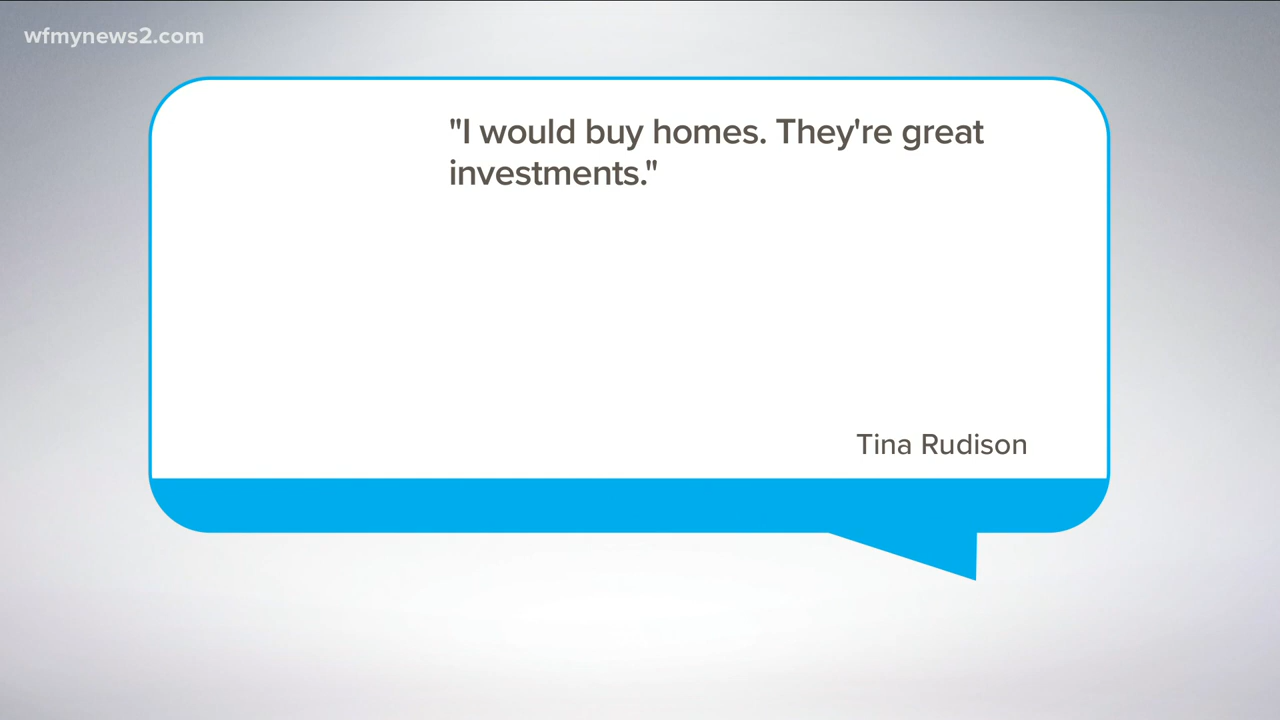 wfmynews2.com
"I would buy homes. They're great
investments."
Tina Rudison